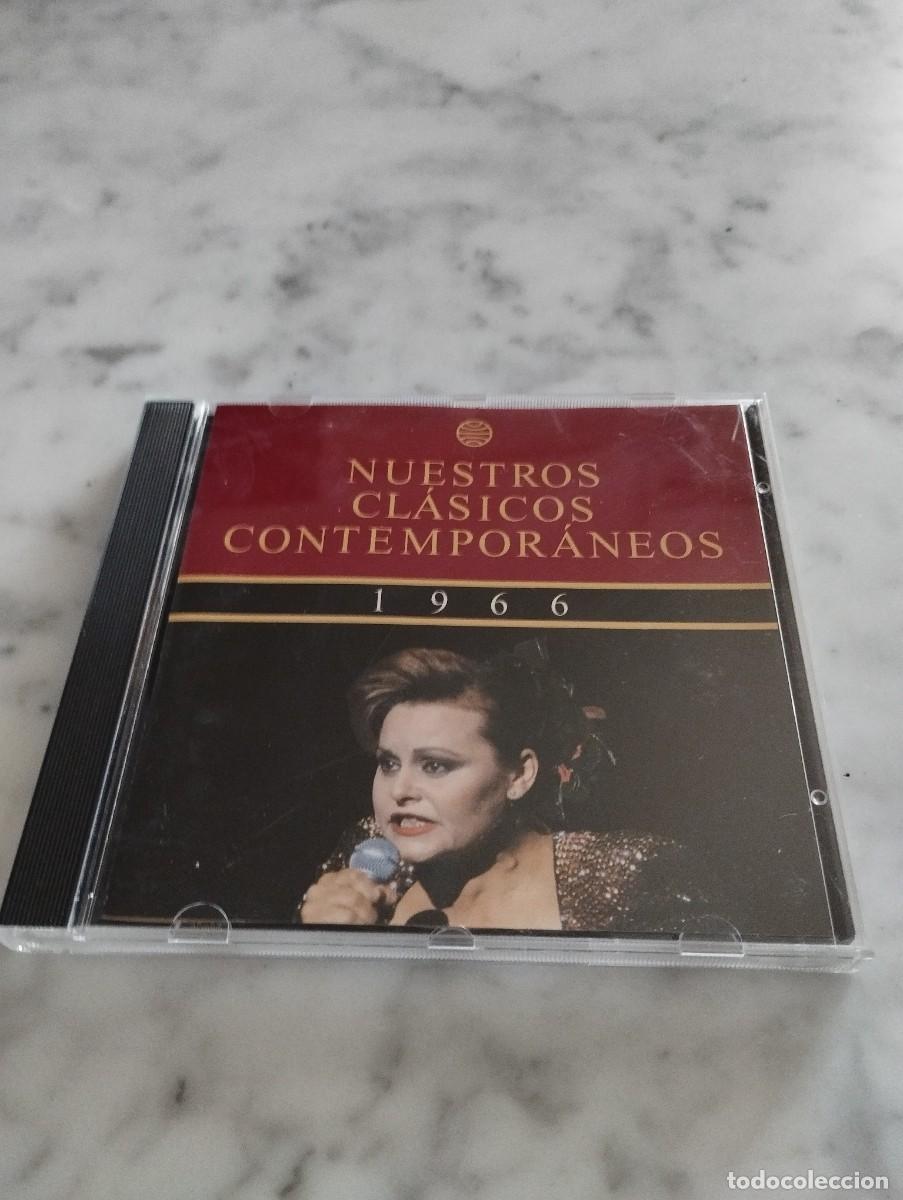 NUESTROS
CLÁSICOS
CONTEMPORÁNEOS
1966
todocoleccion